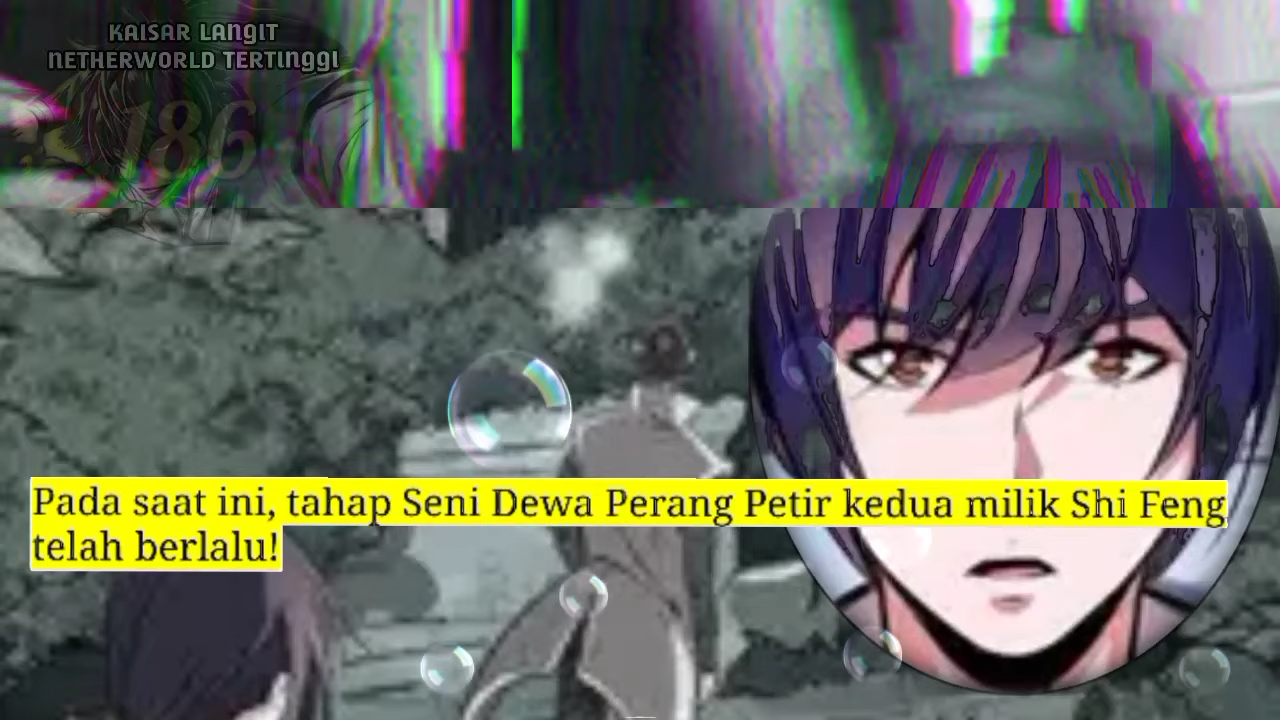 KAISAR LANGIT
NETHERWORLD TERTINGGI
186
Pada saat ini, tahap Seni Dewa Perang Petir kedua milik Shi Feng
telah berlalu!